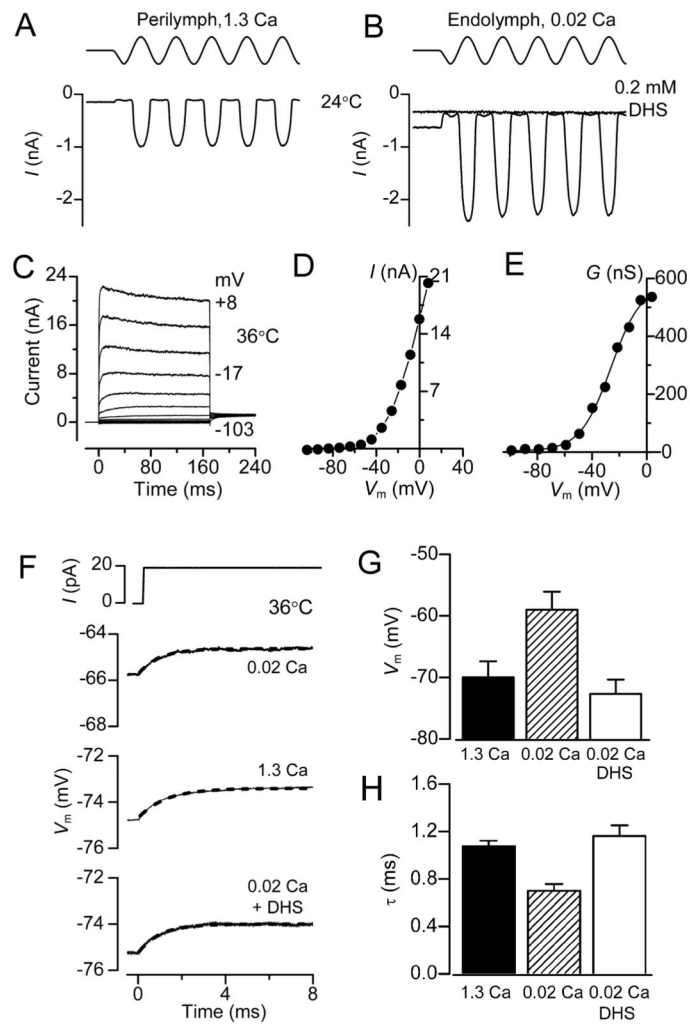 A
Perilymph, 1.3 Ca
I (nA)
0
-1
-2
24°C
B
Endolymph, 0.02 Ca
0.2 mM
DHS
I (nA)
0
-1
-2
C
Current (nA)
24
16
8
0
mV
+8
36°C
-17
-103
0 80 160 240
Time (ms)
D
I (nA)
21
14
7
-80 -40 0 40
Vm (mV)
E
G (nS)
600
400
200
0
-80 -40 0
Vm (mV)
F
I (pA)
20
0
36°C
-64
-66
-68
0.02 Ca
Vm (mV)
-72
-74
-76
1.3 Ca
-72
-74
-76
0.02 Ca
+ DHS
0 4 8
Time (ms)
G
Vm (mV)
-50
-60
-70
-80
1.3 Ca 0.02 Ca 0.02 Ca
DHS
H
τ (ms)
1.6
1.2
0.8
0.4
0.0
1.3 Ca 0.02 Ca 0.02 Ca
DHS